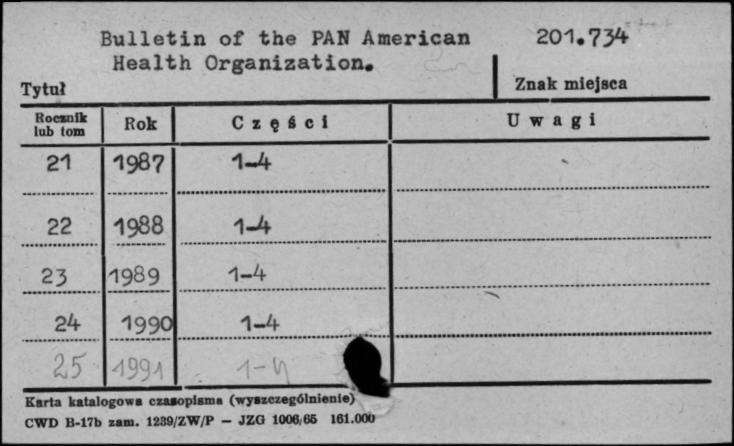 Bulletin of the PAN American 201.734
Health Organization.
Tytuł Znak miejsca
Rocznik lub tom Rok Części Uwagi
21 1987 1-4
22 1988 1-4
23 1989 1-4
24 1990 1-4
25 1991 1-4
Karta katalogowa czasopisma (wyszczególnienie)
CWD B-17b zam. 1239/ZW/P — JZG 1006/65 161.000